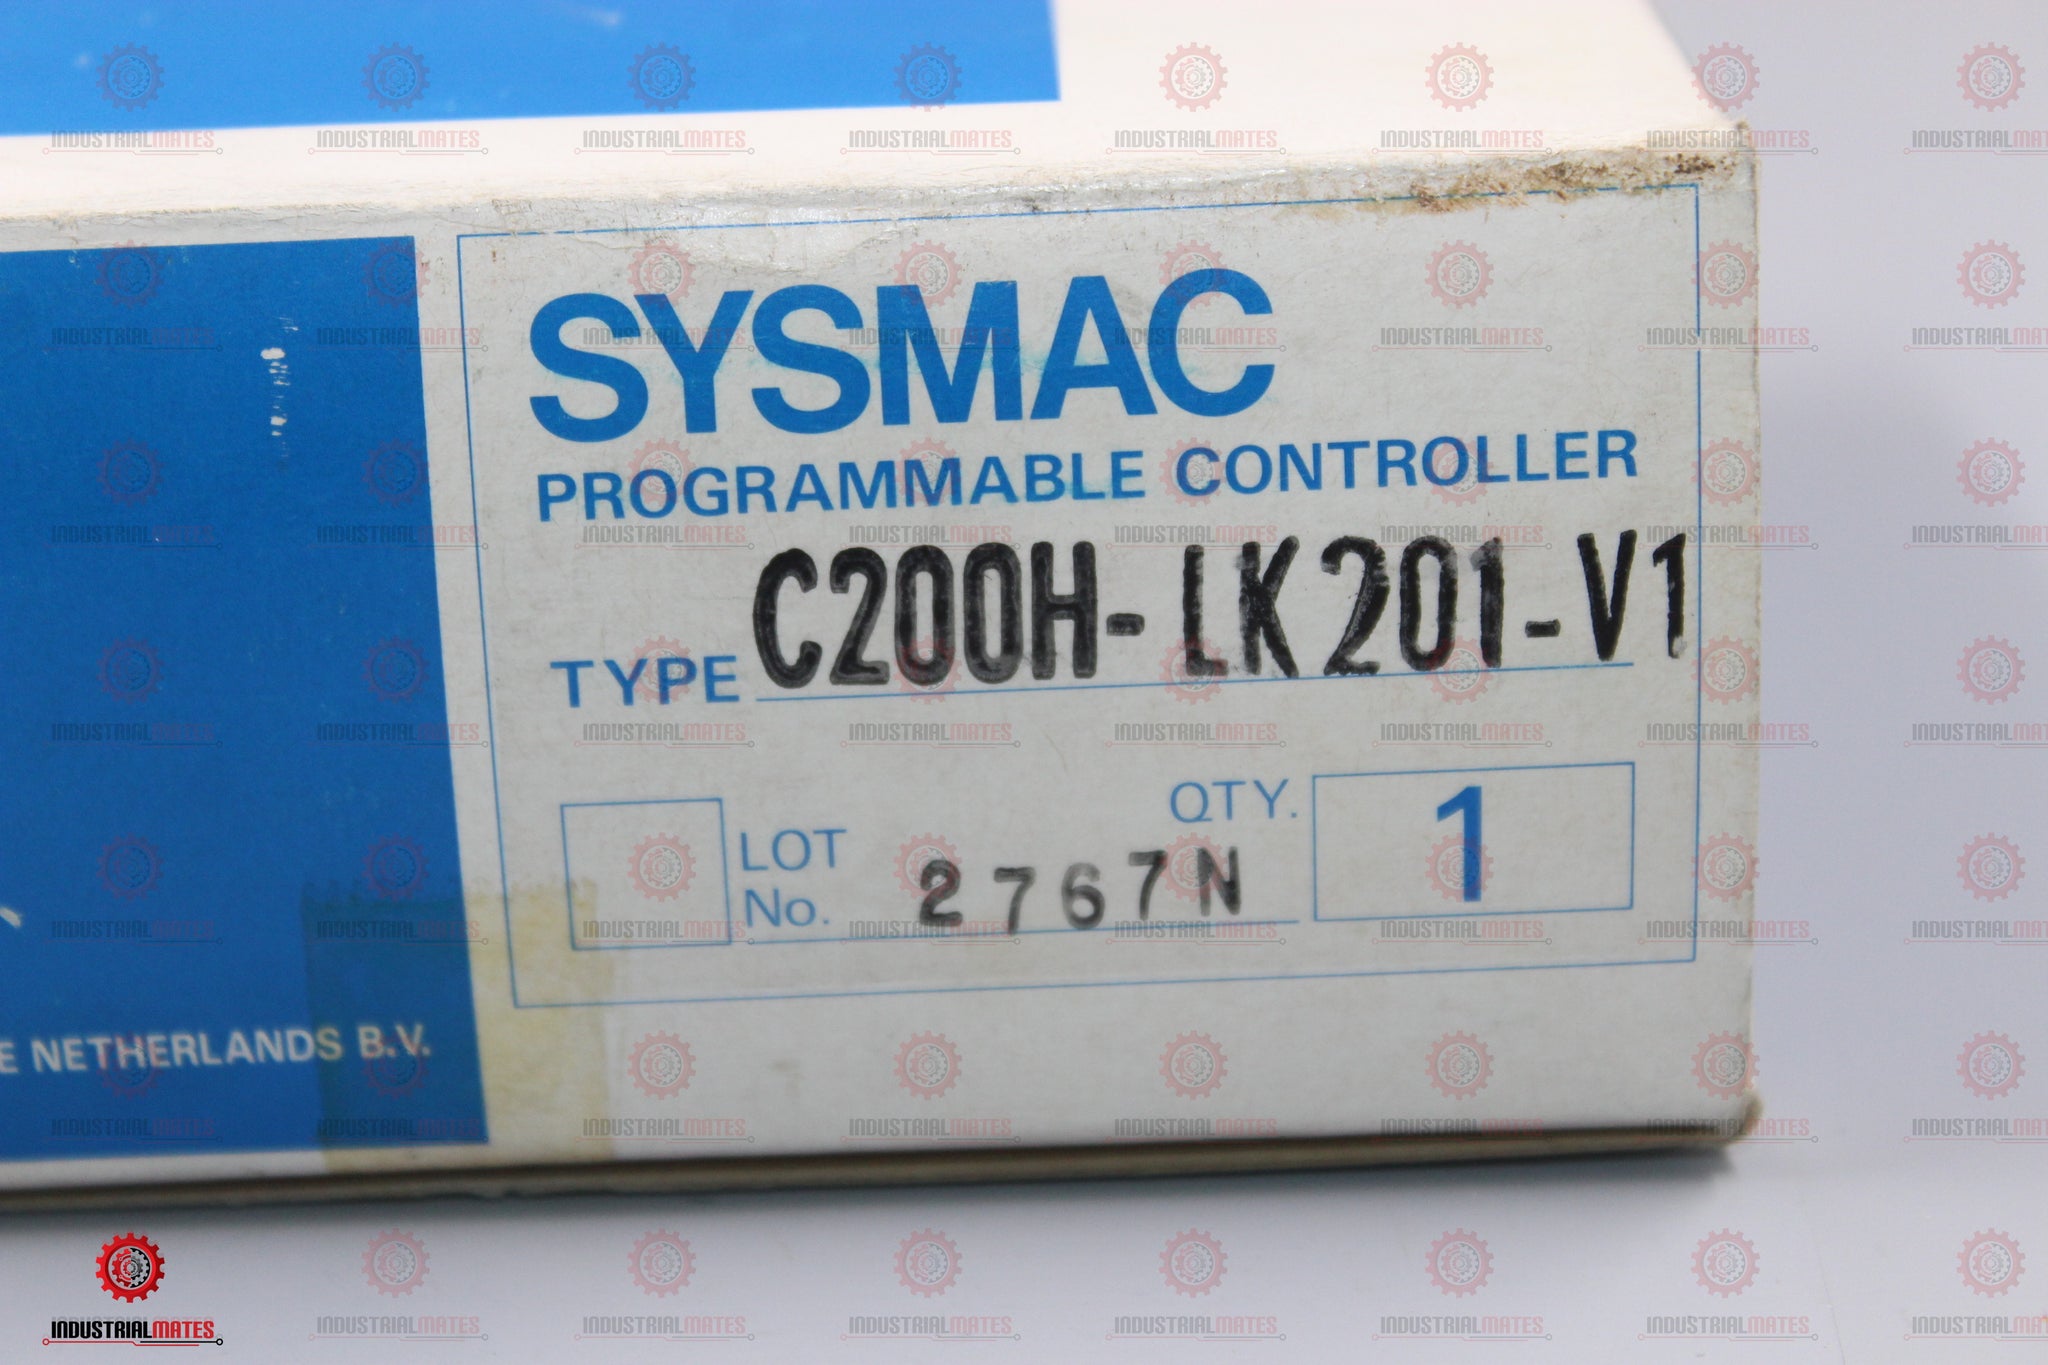 SYSMAC
PROGRAMMABLE CONTROLLER
TYPE C200H-LK201-V1
QTY. 1
LOT No. 2767N
E NETHERLANDS B.V.
INDUSTRIALMATES